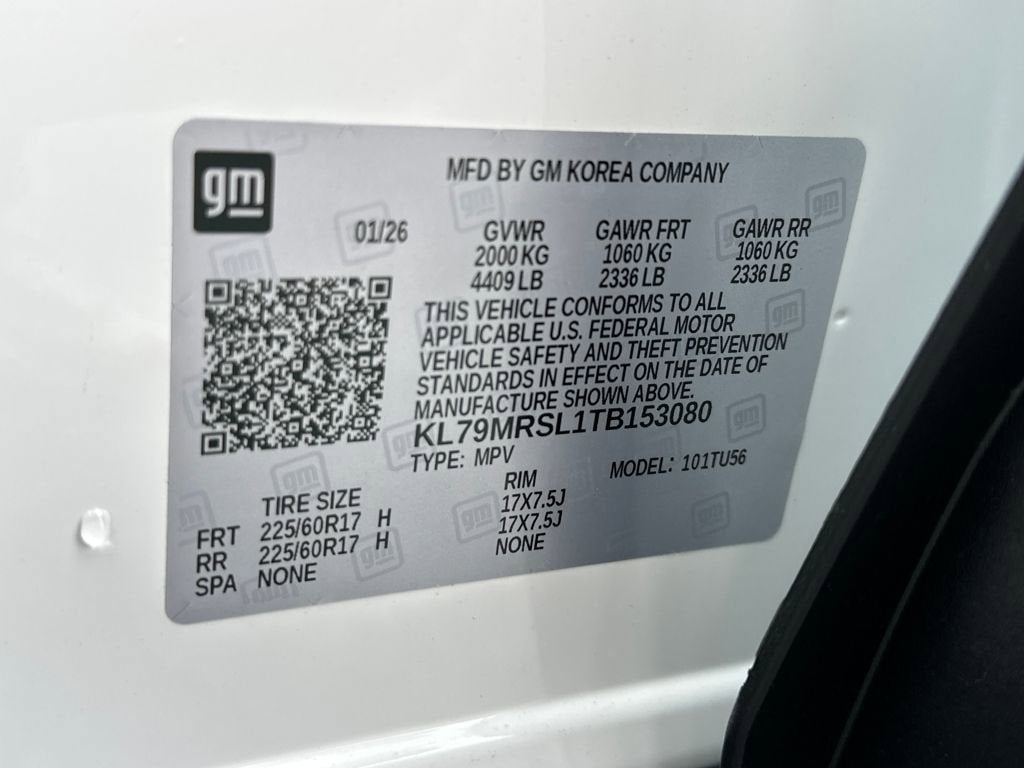 gm
MFD BY GM KOREA COMPANY
01/26 GVWR GAWR FRT GAWR RR
2000 KG 1060 KG 1060 KG
4409 LB 2336 LB 2336 LB
THIS VEHICLE CONFORMS TO ALL
APPLICABLE U.S. FEDERAL MOTOR
VEHICLE SAFETY AND THEFT PREVENTION
STANDARDS IN EFFECT ON THE DATE OF
MANUFACTURE SHOWN ABOVE.
KL79MRSL1TB153080
TYPE: MPV MODEL: 101TU56
TIRE SIZE RIM
FRT 225/60R17 H 17X7.5J
RR 225/60R17 H 17X7.5J
SPA NONE NONE